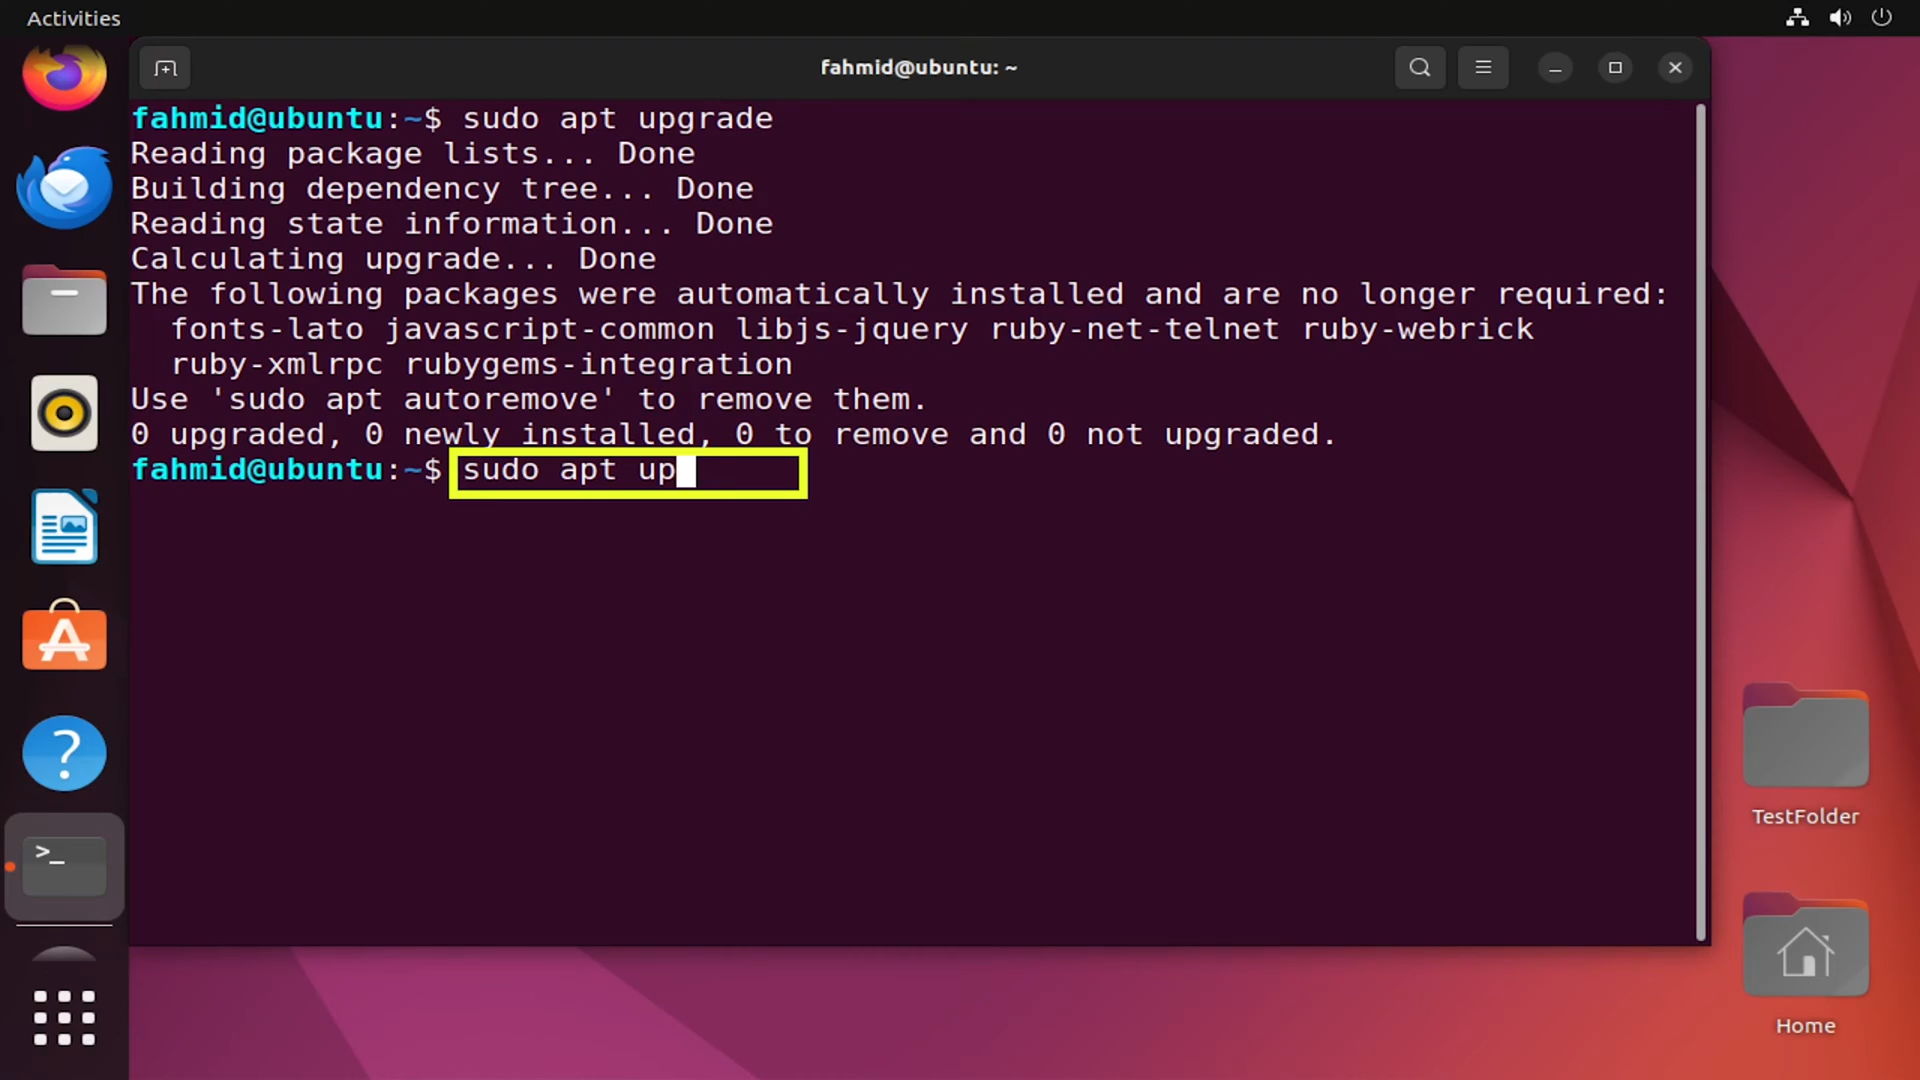 Activities
fahmid@ubuntu: ~
fahmid@ubuntu:~$ sudo apt upgrade
Reading package lists... Done
Building dependency tree... Done
Reading state information... Done
Calculating upgrade... Done
The following packages were automatically installed and are no longer required:
  fonts-lato javascript-common libjs-jquery ruby-net-telnet ruby-webrick
  ruby-xmlrpc rubygems-integration
Use 'sudo apt autoremove' to remove them.
0 upgraded, 0 newly installed, 0 to remove and 0 not upgraded.
fahmid@ubuntu:~$ sudo apt up
TestFolder
Home